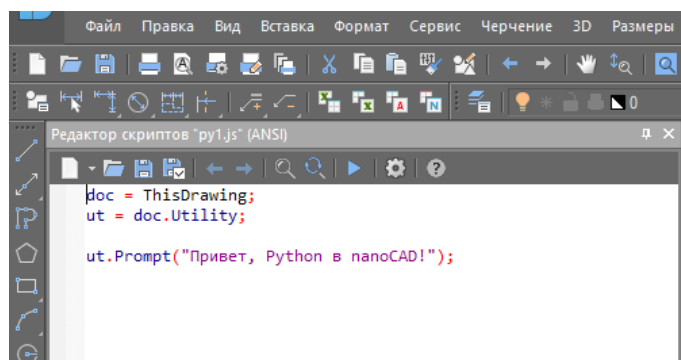 Файл Правка Вид Вставка Формат Сервис Черчение 3D Размеры
0
Редактор скриптов "py1.js" (ANSI)
doc = ThisDrawing;
ut = doc.Utility;
ut.Prompt("Привет, Python в nanoCAD!");